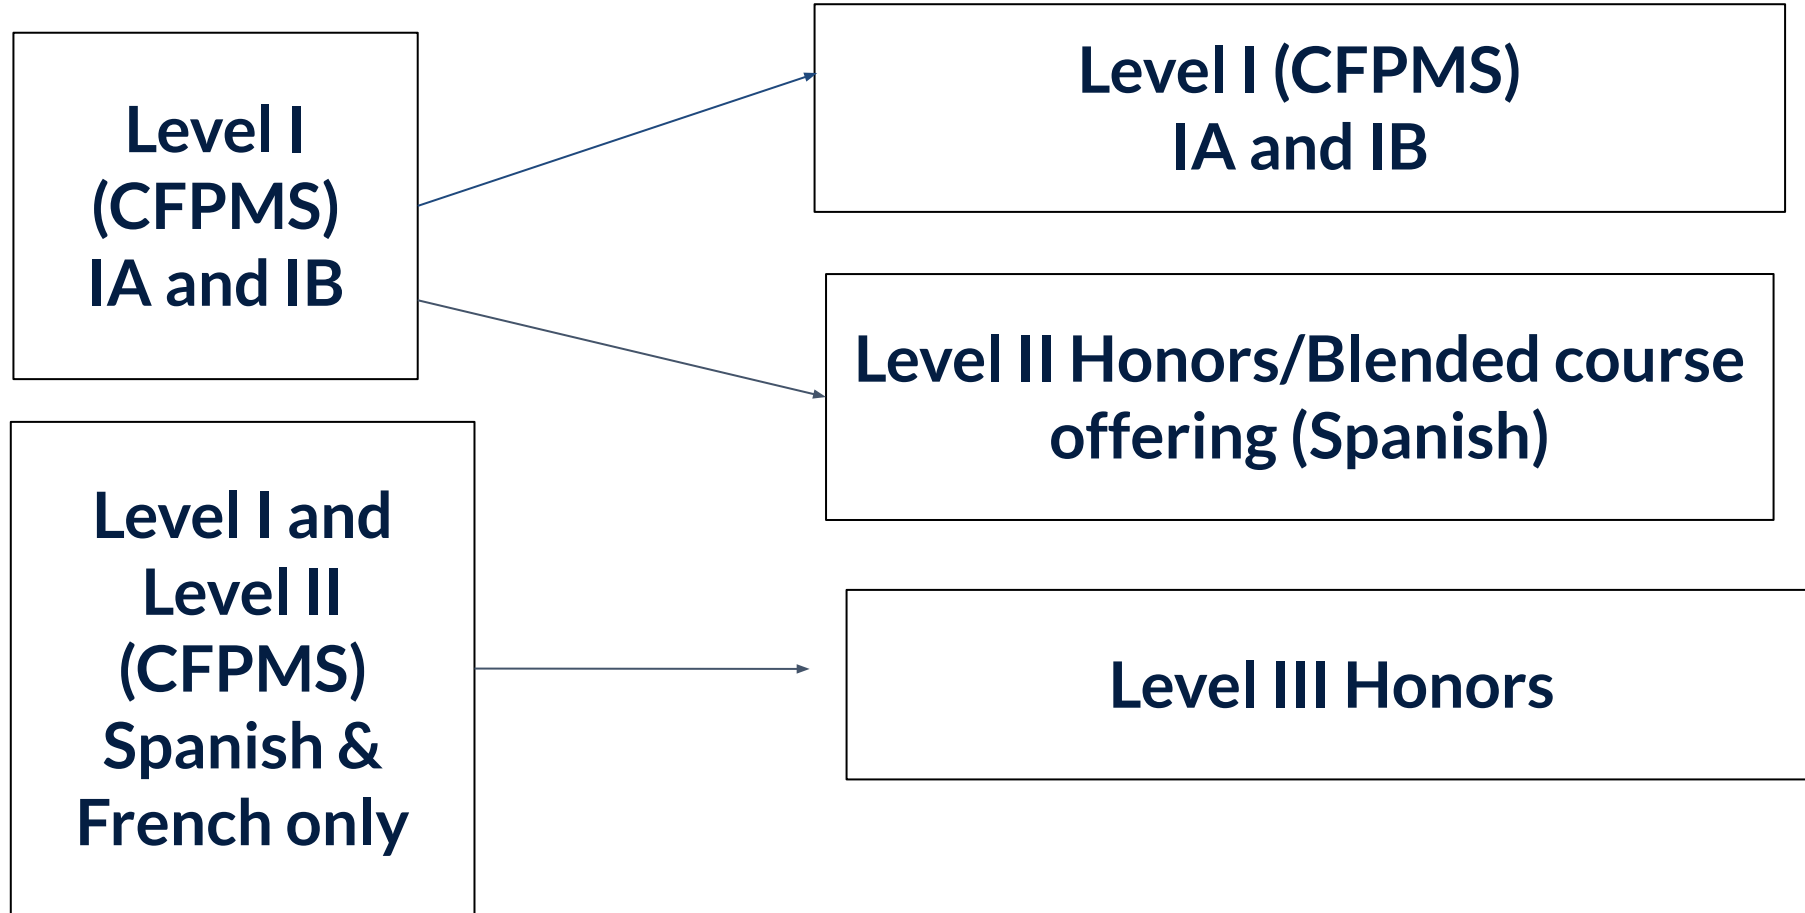 Level I
(CFPMS)
IA and IB
Level I (CFPMS)
IA and IB
Level II Honors/Blended course
offering (Spanish)
Level I and
Level II
(CFPMS)
Spanish &
French only
Level III Honors